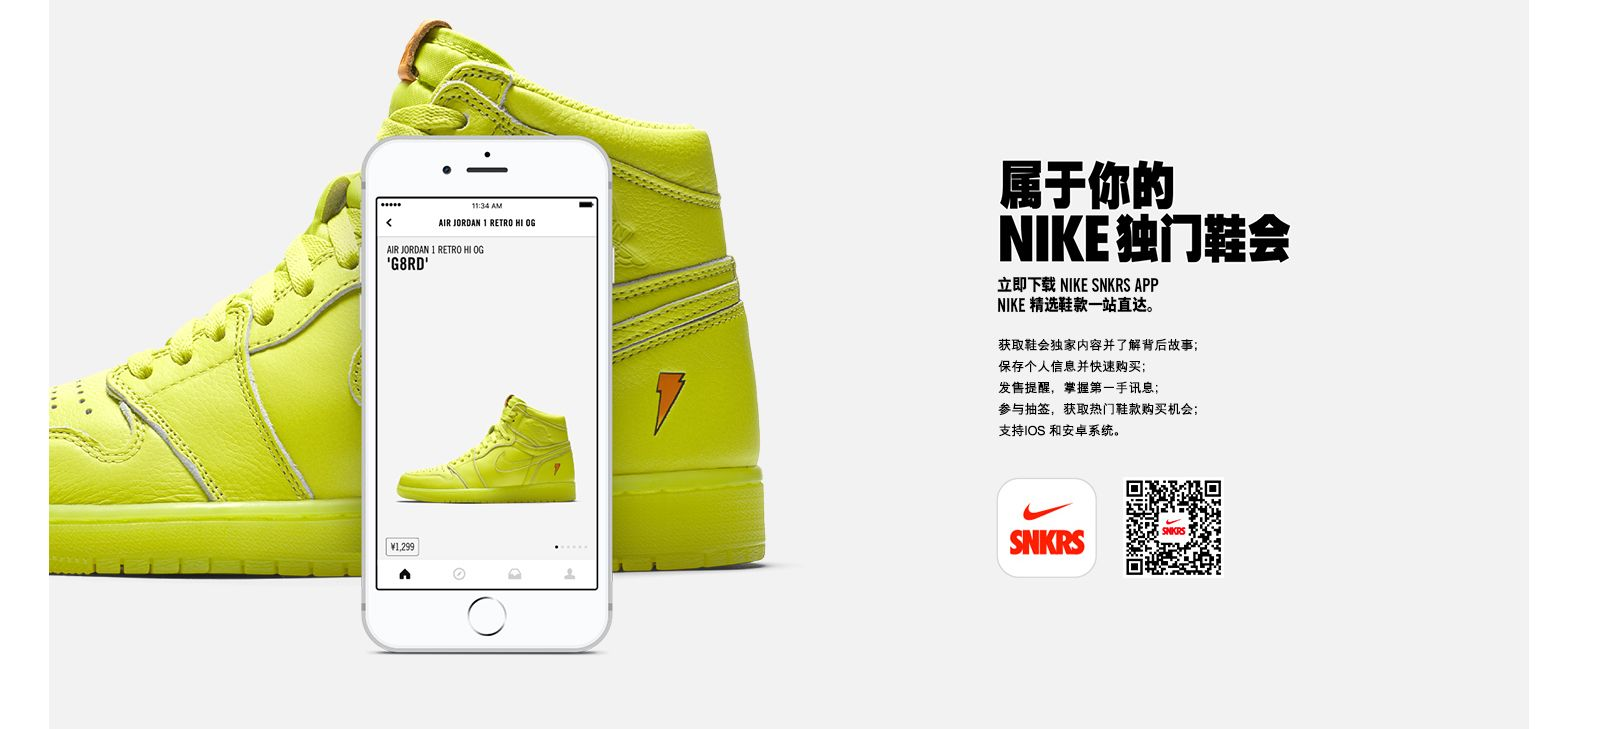 11:34 AM
AIR JORDAN 1 RETRO HI OG
AIR JORDAN 1 RETRO HI OG
'G8RD'
¥1,299
属于你的
NIKE独门鞋会
立即下载 NIKE SNKRS APP
NIKE 精选鞋款一站直达。
获取鞋会独家内容并了解背后故事；
保存个人信息并快速购买；
发售提醒，掌握第一手讯息；
参与抽签，获取热门鞋款购买机会；
支持IOS 和安卓系统。
SNKRS
SNKRS